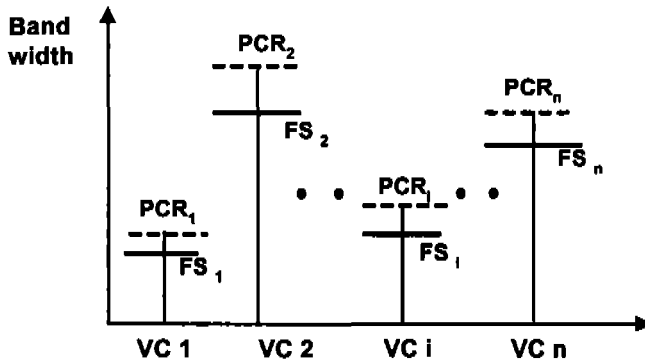 Band
width
PCR₂
FS ₂
PCRₙ
FS ₙ
PCRᵢ
FS ᵢ
PCR₁
FS ₁
VC 1
VC 2
VC i
VC n